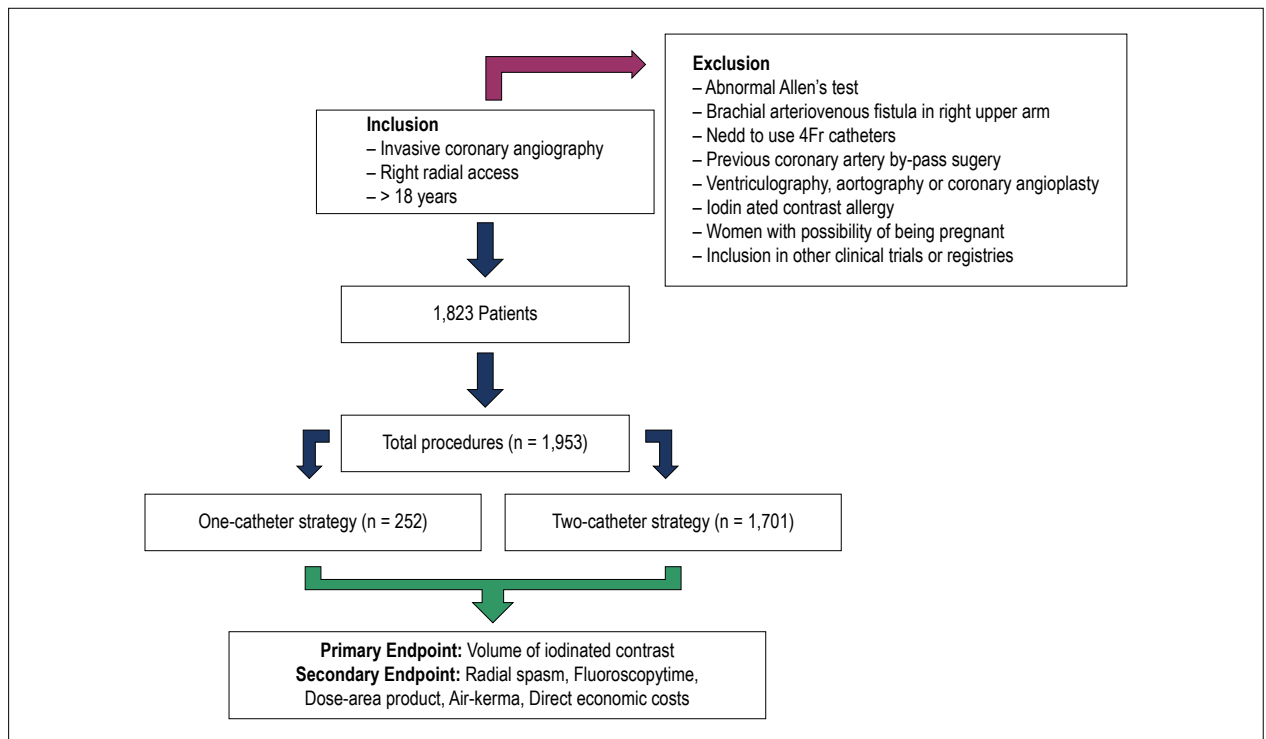 Inclusion
– Invasive coronary angiography
– Right radial access
– > 18 years
Exclusion
– Abnormal Allen's test
– Brachial arteriovenous fistula in right upper arm
– Nedd to use 4Fr catheters
– Previous coronary artery by-pass sugery
– Ventriculography, aortography or coronary angioplasty
– Iodin ated contrast allergy
– Women with possibility of being pregnant
– Inclusion in other clinical trials or registries
1,823 Patients
Total procedures (n = 1,953)
One-catheter strategy (n = 252)
Two-catheter strategy (n = 1,701)
Primary Endpoint: Volume of iodinated contrast
Secondary Endpoint: Radial spasm, Fluoroscopytime,
Dose-area product, Air-kerma, Direct economic costs